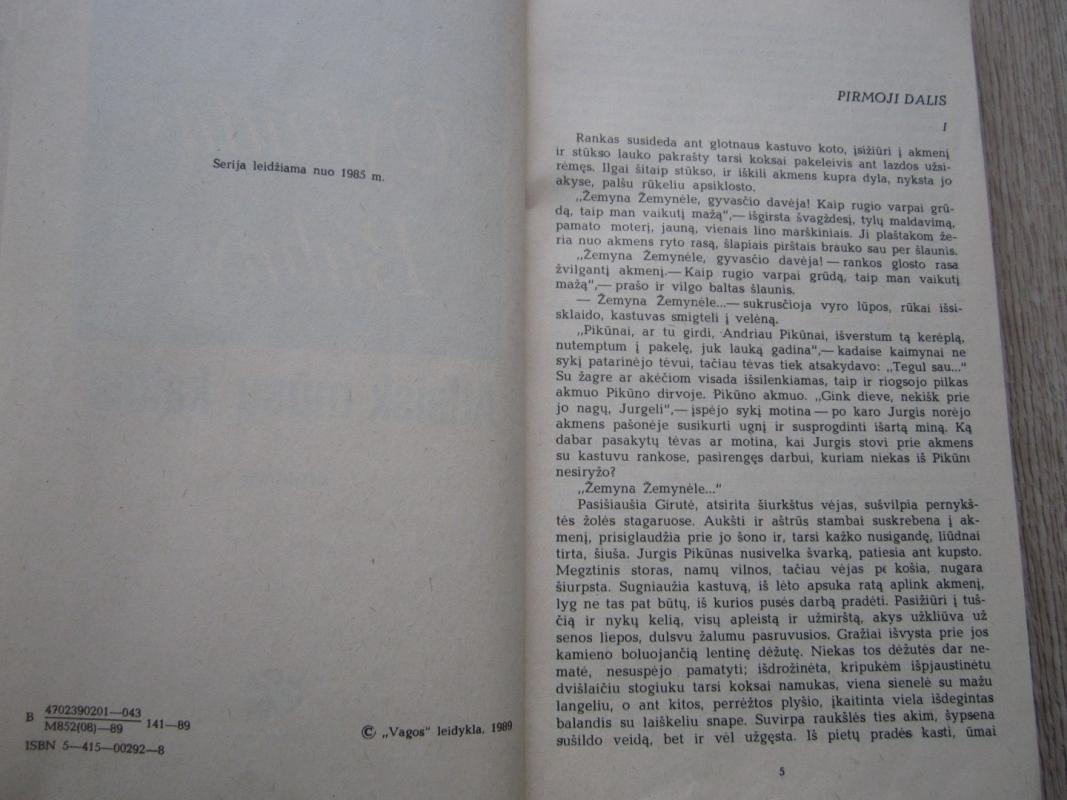 Serija leidžiama nuo 1985 m.
B 4702390201—043
M852(08)—89 141—89
ISBN 5—415—00292—8
© „Vagos“ leidykla, 1989
PIRMOJI DALIS
I
Rankas susideda ant glotnaus kastuvo koto, įsižiūri į akmenį
ir stūkso lauko pakrašty tarsi koksai pakeleivis ant lazdos užsi-
rėmęs. Ilgai šitaip stūkso, ir iškili akmens kupra dyla, nyksta jo
akyse, palšu rūkeliu apsiklosto.
„Žemyna Žemynėle, gyvasčio davėja! Kaip rugio varpai grū-
dą, taip man vaikutį mažą“,— išgirsta švagždesį, tylų maldavimą,
pamato moterį, jauną, vienais lino marškiniais. Ji plaštakom že-
ria nuo akmens ryto rasą, šlapiais pirštais brauko sau per šlaunis.
„Žemyna Žemynėle, gyvasčio davėja! — rankos glosto rasa
žvilgantį akmenį.— Kaip rugio varpai grūdą, taip man vaikutį
mažą“,— prašo ir vilgo baltas šlaunis.
— Žemyna Žemynėle...— sukrusčioja vyro lūpos, rūkai išsi-
sklaido, kastuvas smigteli į velėną.
„Pikūnai, ar tu girdi, Andriau Pikūnai, išverstum tą kerėplą,
nutemptum į pakelę, juk lauką gadina“,— kadaise kaimynai ne
sykį patarinėjo tėvui, tačiau tėvas tiek atsakydavo: „Tegul sau...“
Su žagre ar akėčiom visada išsilenkiamas, taip ir riogsojo pilkas
akmuo Pikūno dirvoje. Pikūno akmuo. „Gink dieve, nekišk prie
jo nagų, Jurgeli“,— įspėjo sykį motina — po karo Jurgis norėjo
akmens pašonėje susikurti ugnį ir susprogdinti išartą miną. Ką
dabar pasakytų tėvas ar motina, kai Jurgis stovi prie akmens
su kastuvu rankose, pasirengęs darbui, kuriam niekas iš
nesiryžo?
„Žemyna Žemynėle...“
Pasišiaušia Girutė, atsirita šiurkštus vėjas, sušvilpia pernykš-
tės žolės stagaruose. Aukšti ir aštrūs stambai suskrebena į ak-
menį, prisiglaudžia prie jo šono ir, tarsi kažko nusigandę, liūdnai
tirta, šiuša. Jurgis Pikūnas nusivelka švarką, patiesia ant kupsto.
Megztinis storas, namų vilnos, tačiau vėjas košia, nugara
šiurpsta. Sugniaužia kastuvą, iš lėto apsuka ratą aplink akmenį,
lyg ne tas pat būtų, iš kurios pusės darbą pradėti. Pasižiūri į tuš-
čią ir nykų kelią, visų apleistą ir užmirštą, akys užkliūva už
senos liepos, dulsvu žalumu pasruvusios. Gražiai išvysta prie jos
kamieno boluojančią lentinę dėžutę. Niekas tos dėžutės dar ne-
matė, nesuspėjo pamatyti; išdrožinėta, kripukėm išpjaustinėtu
dvišlaičiu stogiuku tarsi koksai namukas, viena sienelė su mažu
langeliu, o ant kitos, perrėžtos plyšio, įkaitinta viela išdegintas
balandis su laiškeliu snape. Suvirpa raukšlės ties akim, šypsena
sušildo veidą, bet ir vėl užgęsta. Iš pietų pradės kasti, ūmai
5